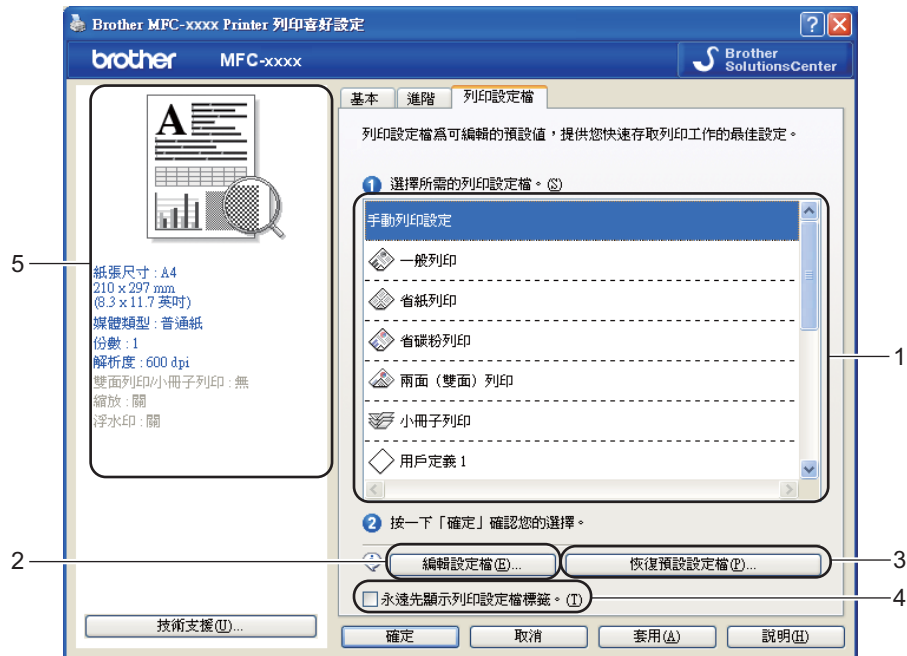 Brother MFC-xxxx Printer 列印喜好設定
brother MFC-xxxx
Brother
SolutionsCenter
基本 進階 列印設定檔
列印設定檔為可編輯的預設值，提供您快速存取列印工作的最佳設定。
1 選擇所需的列印設定檔。(S)
手動列印設定
一般列印
省紙列印
省碳粉列印
兩面（雙面）列印
小冊子列印
用戶定義 1
2 按一下「確定」確認您的選擇。
編輯設定檔(E)...
恢復預設設定檔(P)...
永遠先顯示列印設定檔標籤。(T)
A
紙張尺寸 : A4
210 x 297 mm
(8.3 x 11.7 英吋)
媒體類型 : 普通紙
份數 : 1
解析度 : 600 dpi
雙面列印/小冊子列印 : 無
縮放 : 關
浮水印 : 關
技術支援(U)...
確定 取消 套用(A) 說明(H)
5
1
2
3
4